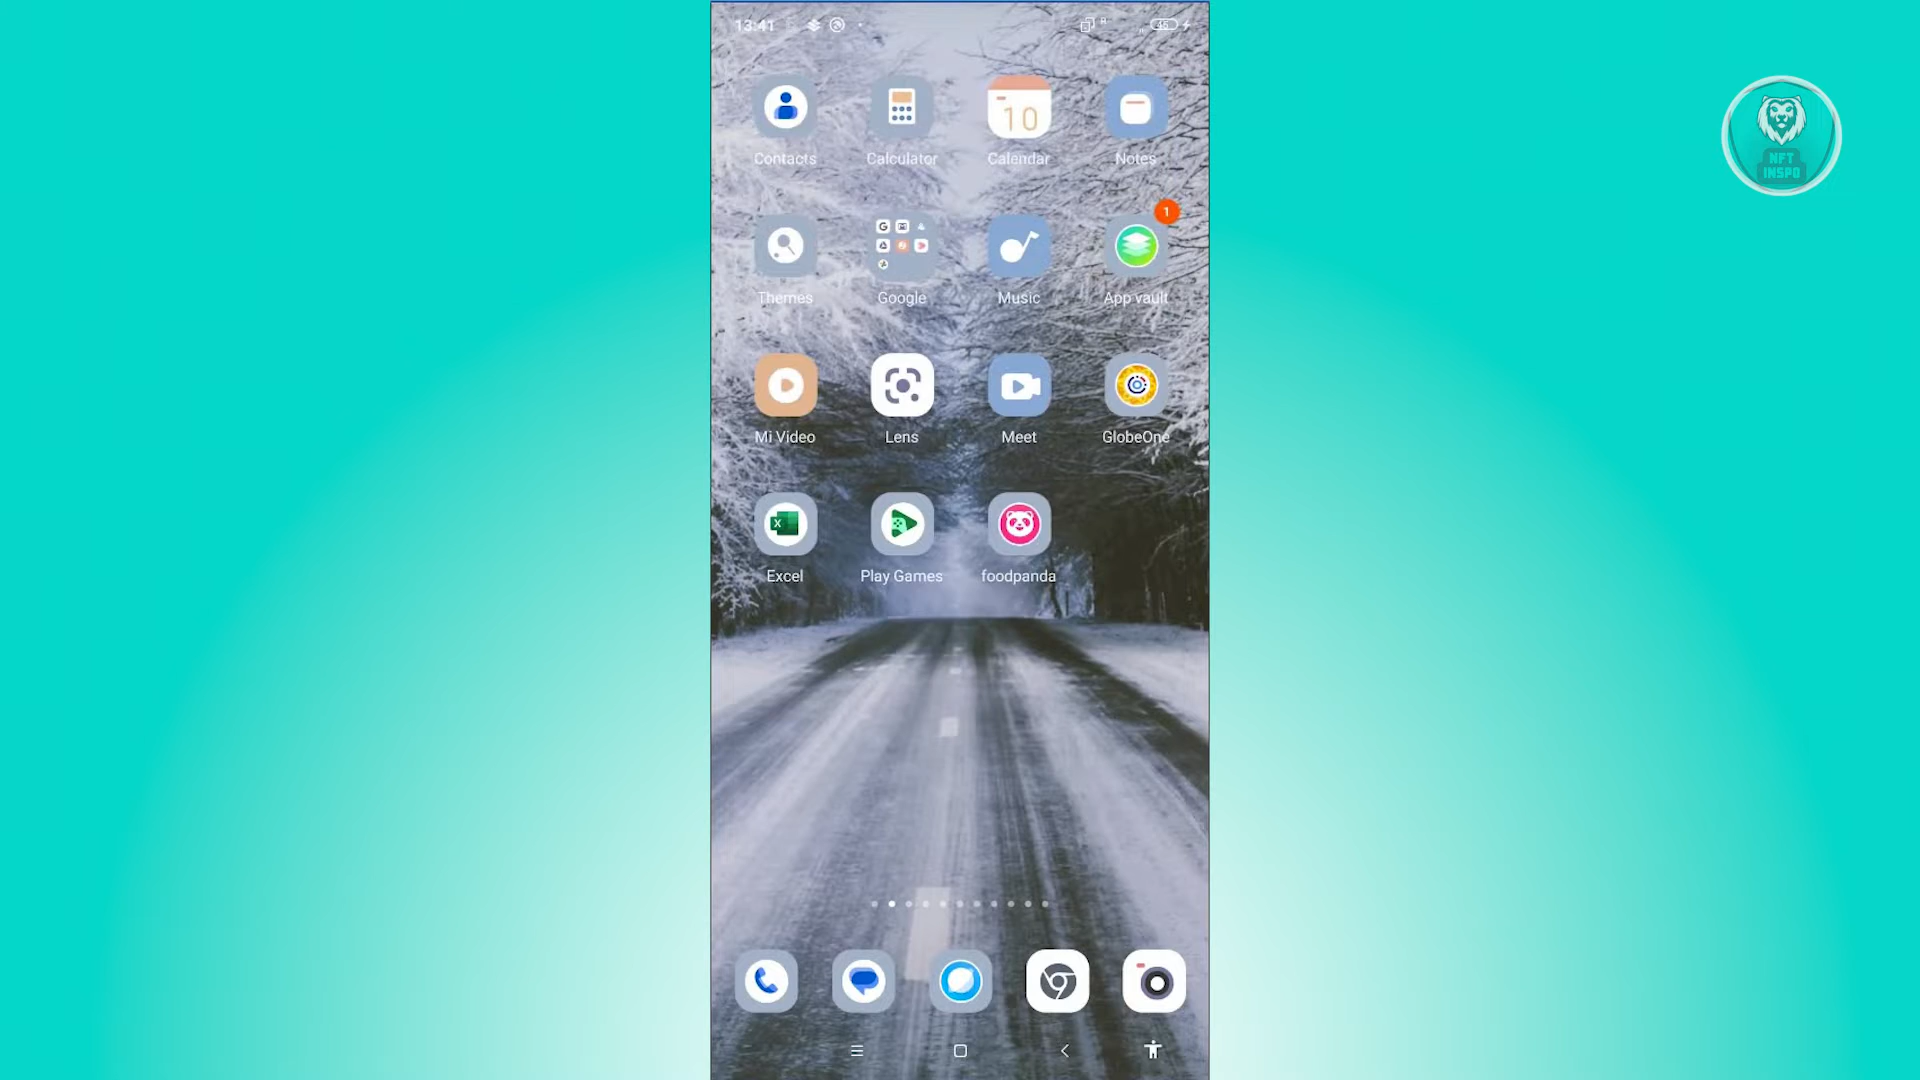 13:41
45
10
Contacts
Calculator
Calendar
Notes
1
Themes
Google
Music
App vault
Mi Video
Lens
Meet
GlobeOne
Excel
Play Games
foodpanda
NFT
INSPO